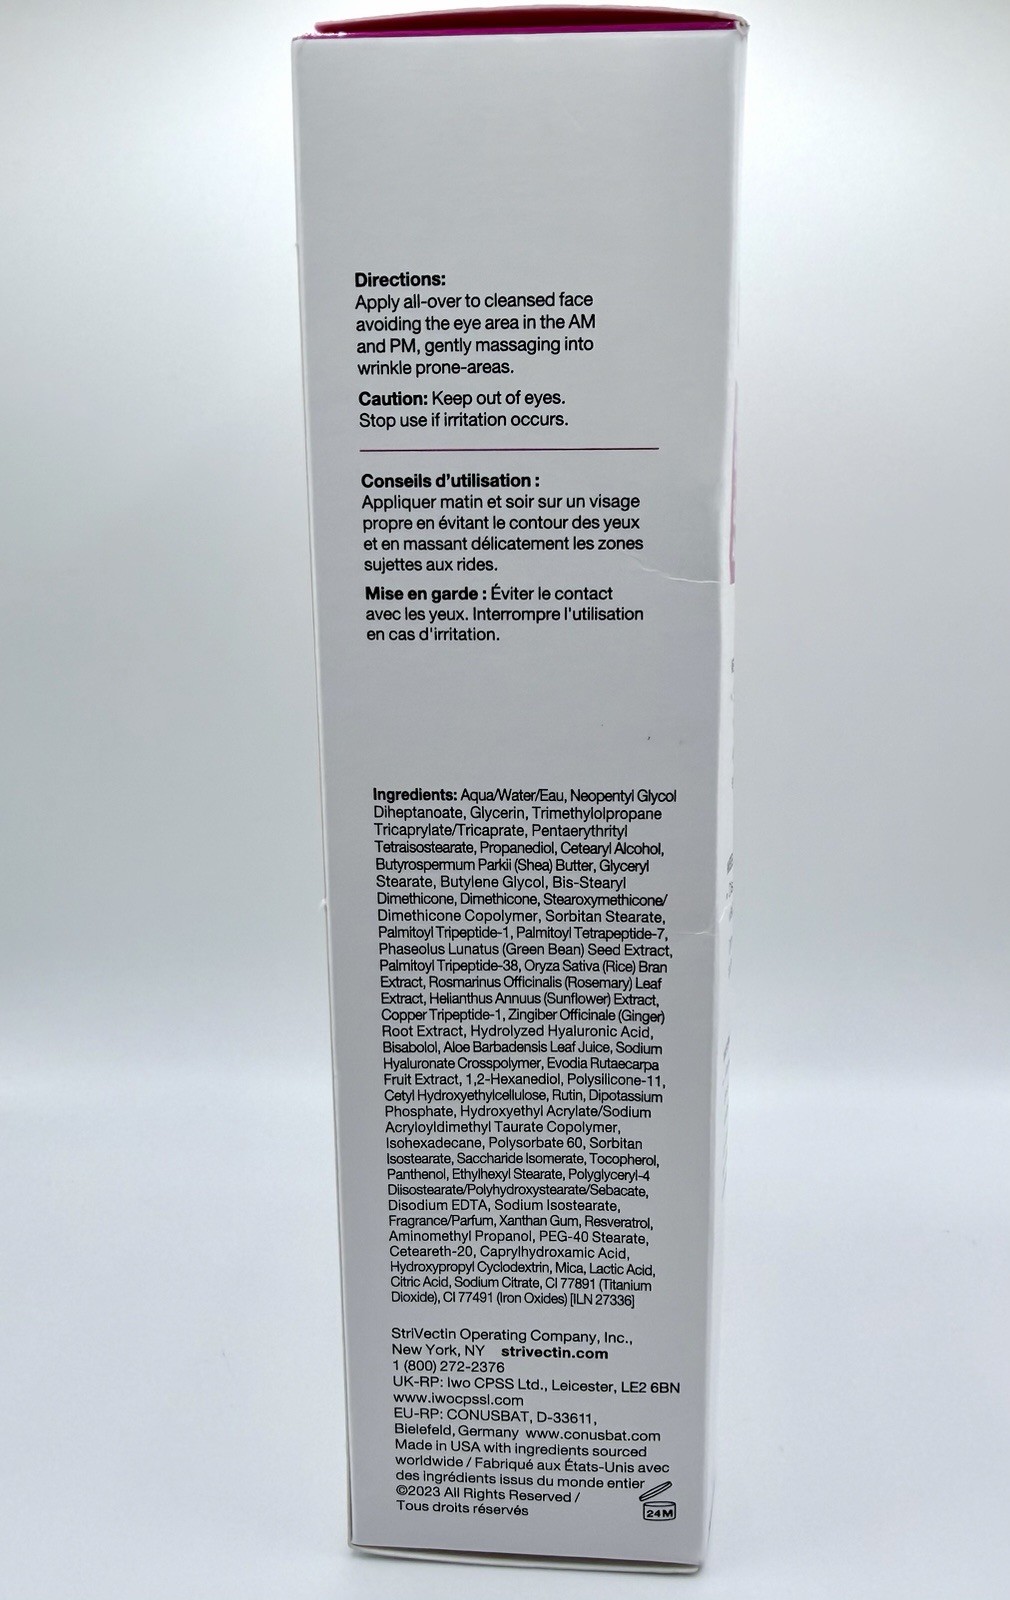 Directions:
Apply all-over to cleansed face
avoiding the eye area in the AM
and PM, gently massaging into
wrinkle prone-areas.
Caution: Keep out of eyes.
Stop use if irritation occurs.
Conseils d'utilisation :
Appliquer matin et soir sur un visage
propre en évitant le contour des yeux
et en massant délicatement les zones
sujettes aux rides.
Mise en garde : Éviter le contact
avec les yeux. Interrompre l'utilisation
en cas d'irritation.
Ingredients: Aqua/Water/Eau, Neopentyl Glycol
Diheptanoate, Glycerin, Trimethylolpropane
Tricaprylate/Tricaprate, Pentaerythrityl
Tetraisostearate, Propanediol, Cetearyl Alcohol,
Butyrospermum Parkii (Shea) Butter, Glyceryl
Stearate, Butylene Glycol, Bis-Stearyl
Dimethicone, Dimethicone, Stearoxymethicone/
Dimethicone Copolymer, Sorbitan Stearate,
Palmitoyl Tripeptide-1, Palmitoyl Tetrapeptide-7,
Phaseolus Lunatus (Green Bean) Seed Extract,
Palmitoyl Tripeptide-38, Oryza Sativa (Rice) Bran
Extract, Rosmarinus Officinalis (Rosemary) Leaf
Extract, Helianthus Annuus (Sunflower) Extract,
Copper Tripeptide-1, Zingiber Officinale (Ginger)
Root Extract, Hydrolyzed Hyaluronic Acid,
Bisabolol, Aloe Barbadensis Leaf Juice, Sodium
Hyaluronate Crosspolymer, Evodia Rutaecarpa
Fruit Extract, 1,2-Hexanediol, Polysilicone-11,
Cetyl Hydroxyethylcellulose, Rutin, Dipotassium
Phosphate, Hydroxyethyl Acrylate/Sodium
Acryloyldimethyl Taurate Copolymer,
Isohexadecane, Polysorbate 60, Sorbitan
Isostearate, Saccharide Isomerate, Tocopherol,
Panthenol, Ethylhexyl Stearate, Polyglyceryl-4
Diisostearate/Polyhydroxystearate/Sebacate,
Disodium EDTA, Sodium Isostearate,
Fragrance/Parfum, Xanthan Gum, Resveratrol,
Aminomethyl Propanol, PEG-40 Stearate,
Ceteareth-20, Caprylhydroxamic Acid,
Hydroxypropyl Cyclodextrin, Mica, Lactic Acid,
Citric Acid, Sodium Citrate, CI 77891 (Titanium
Dioxide), CI 77491 (Iron Oxides) [ILN 27336]
StriVectin Operating Company, Inc.,
New York, NY strivectin.com
1 (800) 272-2376
UK-RP: Iwo CPSS Ltd., Leicester, LE2 6BN
www.iwocpssl.com
EU-RP: CONUSBAT, D-33611,
Bielefeld, Germany www.conusbat.com
Made in USA with ingredients sourced
worldwide / Fabriqué aux États-Unis avec
des ingrédients issus du monde entier
©2023 All Rights Reserved /
Tous droits réservés
24M